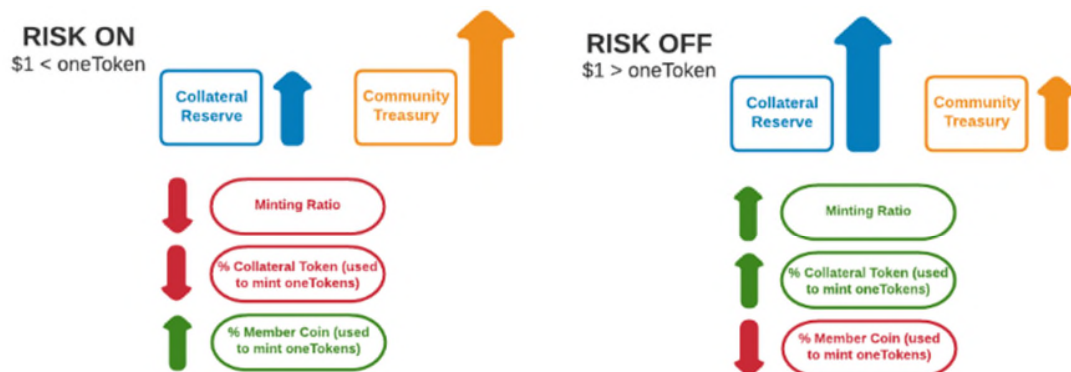 RISK ON
$1 < oneToken
Collateral
Reserve
Community
Treasury
Minting Ratio
% Collateral Token (used
to mint oneTokens)
% Member Coin (used
to mint oneTokens)
RISK OFF
$1 > oneToken
Collateral
Reserve
Community
Treasury
Minting Ratio
% Collateral Token (used
to mint oneTokens)
% Member Coin (used
to mint oneTokens)